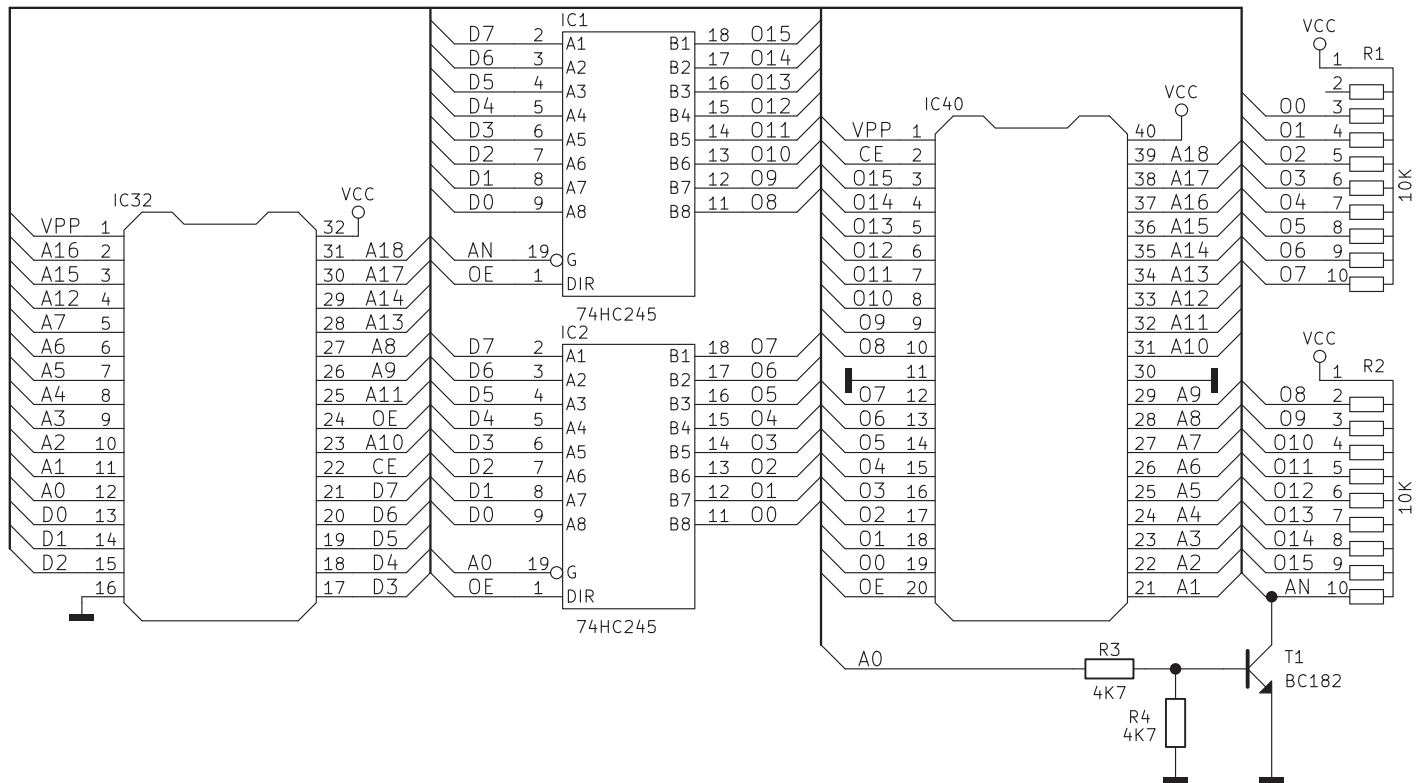 IC32
VPP 1
A16 2
A15 3
A12 4
A7 5
A6 6
A5 7
A4 8
A3 9
A2 10
A1 11
A0 12
D0 13
D1 14
D2 15
16
VCC
32
31 A18
30 A17
29 A14
28 A13
27 A8
26 A9
25 A11
24 OE
23 A10
22 CE
21 D7
20 D6
19 D5
18 D4
17 D3
IC1
D7 2 A1 B1 18 O15
D6 3 A2 B2 17 O14
D5 4 A3 B3 16 O13
D4 5 A4 B4 15 O12
D3 6 A5 B5 14 O11
D2 7 A6 B6 13 O10
D1 8 A7 B7 12 O9
D0 9 A8 B8 11 O8
AN 19 G
OE 1 DIR
74HC245
IC2
D7 2 A1 B1 18 O7
D6 3 A2 B2 17 O6
D5 4 A3 B3 16 O5
D4 5 A4 B4 15 O4
D3 6 A5 B5 14 O3
D2 7 A6 B6 13 O2
D1 8 A7 B7 12 O1
D0 9 A8 B8 11 O0
A0 19 G
OE 1 DIR
74HC245
IC40
VPP 1
CE 2
O15 3
O14 4
O13 5
O12 6
O11 7
O10 8
O9 9
O8 10
11
O7 12
O6 13
O5 14
O4 15
O3 16
O2 17
O1 18
O0 19
OE 20
VCC
40
39 A18
38 A17
37 A16
36 A15
35 A14
34 A13
33 A12
32 A11
31 A10
30
29 A9
28 A8
27 A7
26 A6
25 A5
24 A4
23 A3
22 A2
21 A1
VCC
1 R1
2
O0 3
O1 4
O2 5
O3 6
O4 7
O5 8
O6 9
O7 10
10K
VCC
1 R2
O8 2
O9 3
O10 4
O11 5
O12 6
O13 7
O14 8
O15 9
AN 10
10K
A0
R3
4K7
R4
4K7
T1
BC182